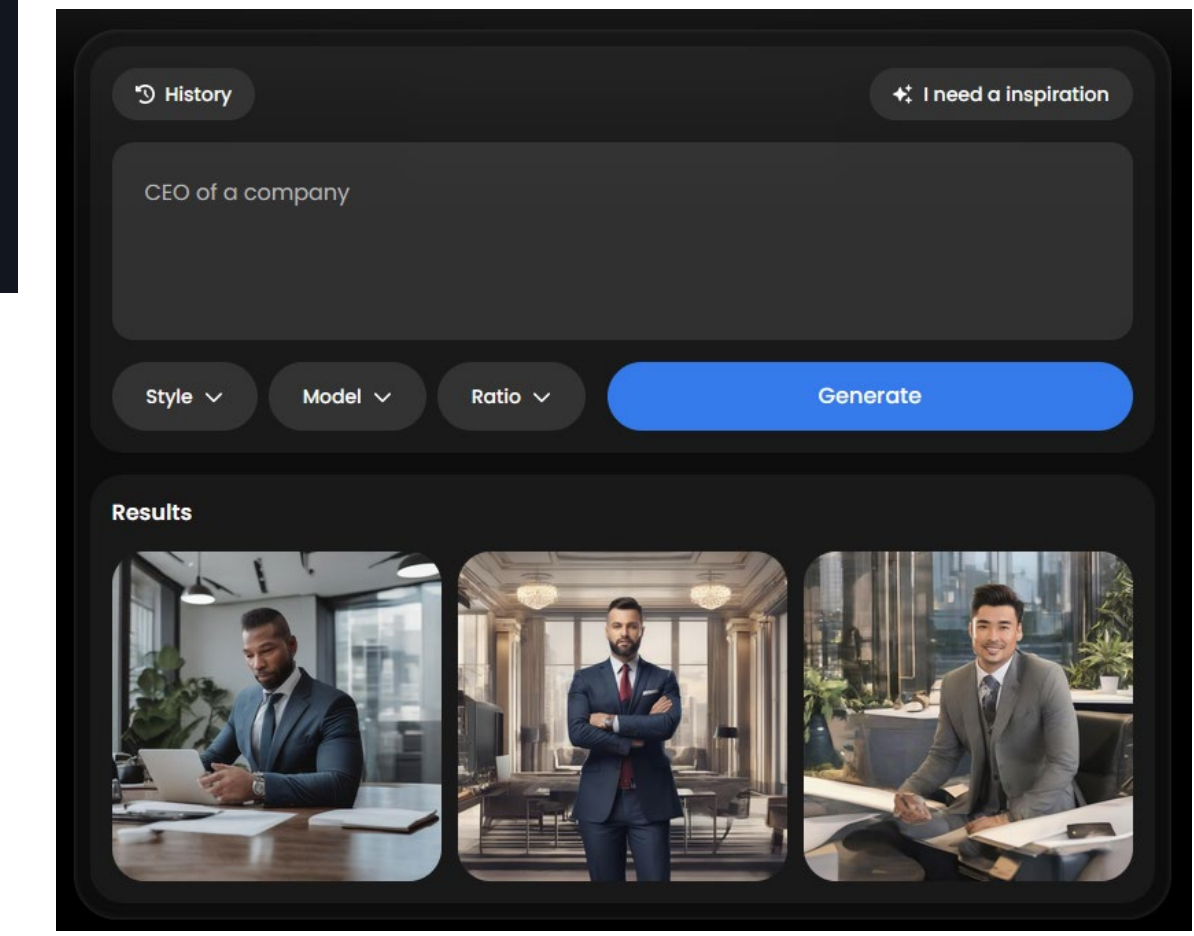 History
I need a inspiration
CEO of a company
Style
Model
Ratio
Generate
Results